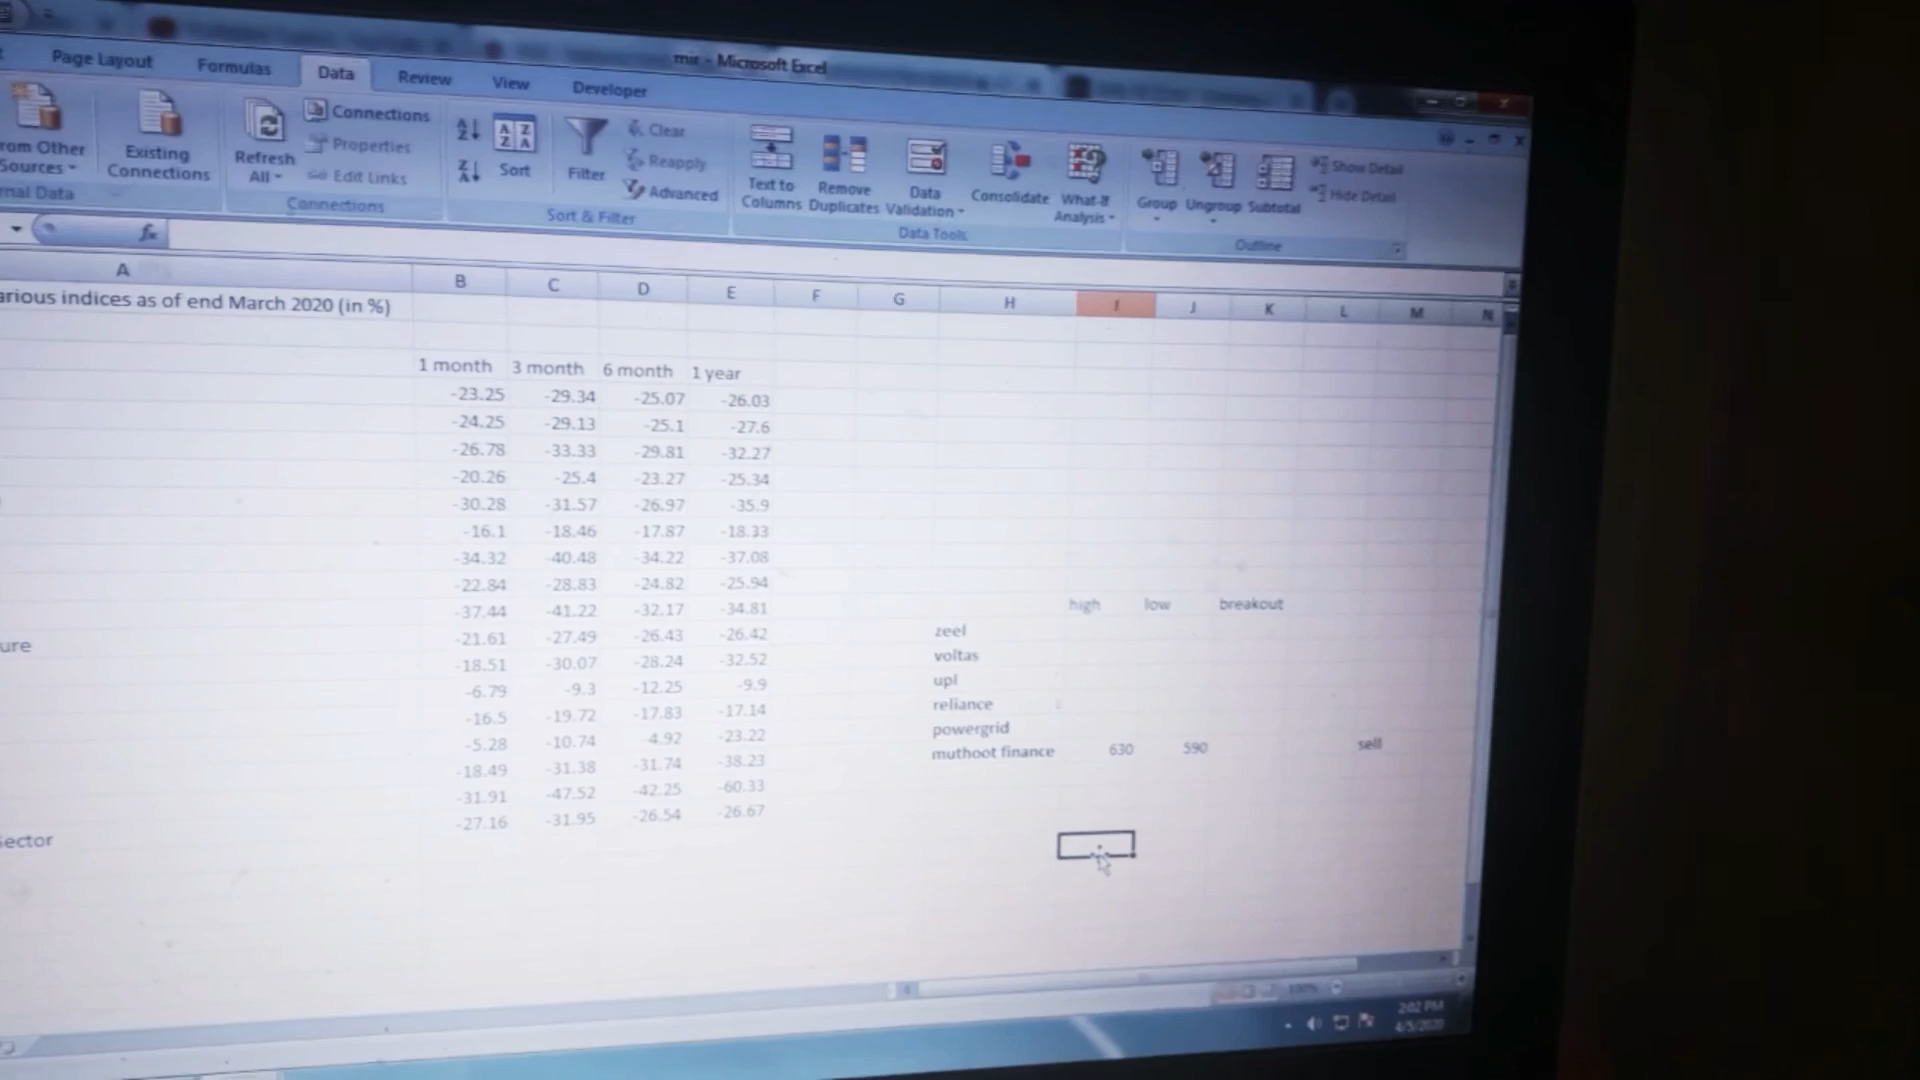 mir - Microsoft Excel
Page Layout Formulas Data Review View Developer
rom Other Sources
Existing Connections
Refresh All
Connections
Properties
Edit Links
Sort
Filter
Clear
Reapply
Advanced
Text to Columns
Remove Duplicates
Data Validation
Consolidate
What-If Analysis
Group
Ungroup
Subtotal
Show Detail
Hide Detail
nal Data
Connections
Sort & Filter
Data Tools
Outline
fx
A B C D E F G H I J K L M N
arious indices as of end March 2020 (in %)
1 month 3 month 6 month 1 year
-23.25 -29.34 -25.07 -26.03
-24.25 -29.13 -25.1 -27.6
-26.78 -33.33 -29.81 -32.27
-20.26 -25.4 -23.27 -25.34
-30.28 -31.57 -26.97 -35.9
-16.1 -18.46 -17.87 -18.33
-34.32 -40.48 -34.22 -37.08
-22.84 -28.83 -24.82 -25.94
-37.44 -41.22 -32.17 -34.81
ure -21.61 -27.49 -26.43 -26.42
-18.51 -30.07 -28.24 -32.52
-6.79 -9.3 -12.25 -9.9
-16.5 -19.72 -17.83 -17.14
-5.28 -10.74 -4.92 -23.22
-18.49 -31.38 -31.74 -38.23
-31.91 -47.52 -42.25 -60.33
ector -27.16 -31.95 -26.54 -26.67
high low breakout
zeel
voltas
upl
reliance
powergrid
muthoot finance 630 590 sell
100%
2:02 PM
4/5/2020